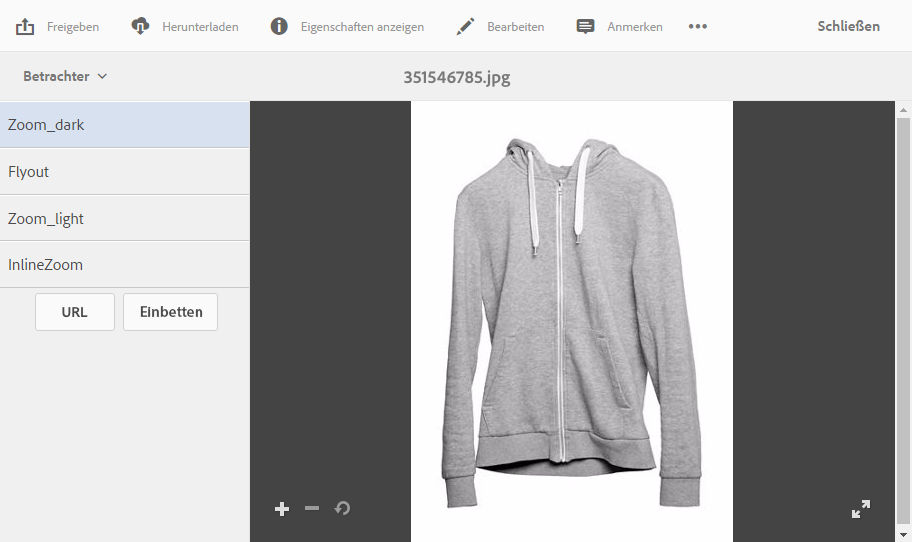 Freigeben Herunterladen Eigenschaften anzeigen Bearbeiten Anmerken ••• Schließen
Betrachter 351546785.jpg
Zoom_dark
Flyout
Zoom_light
InlineZoom
URL Einbetten